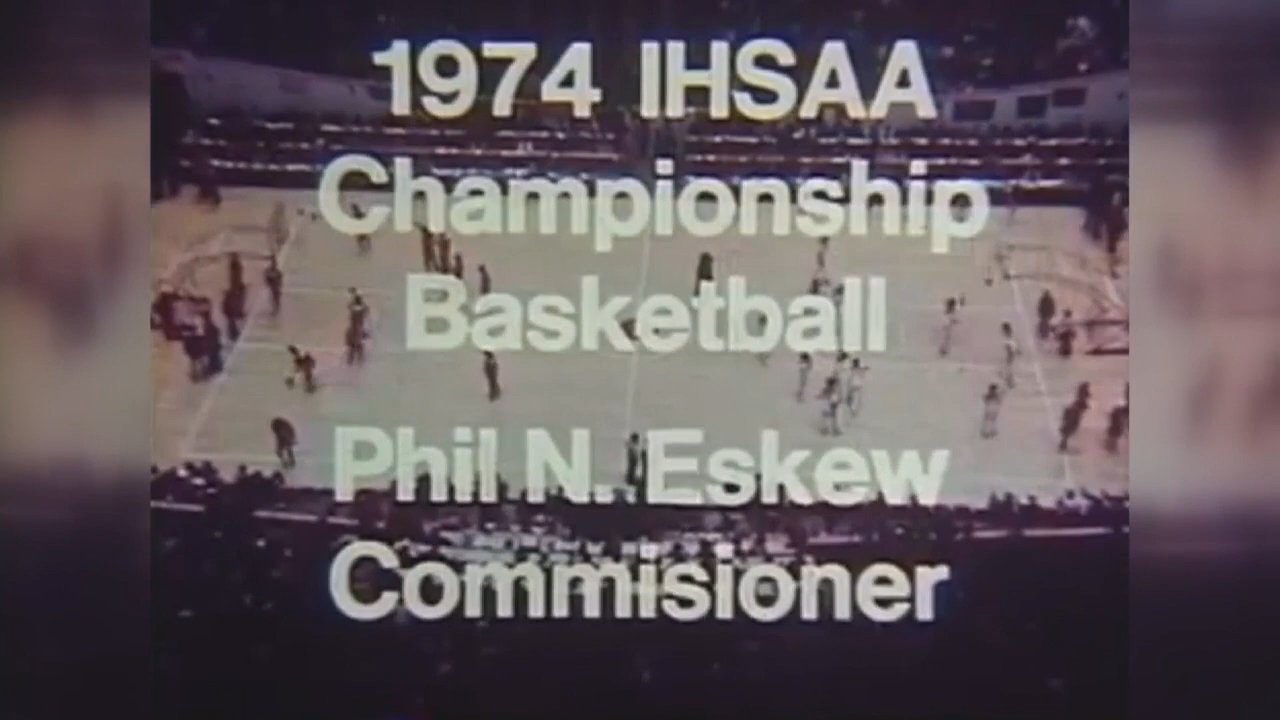 1974 IHSAA
Championship
Basketball
Phil N. Eskew
Commisioner